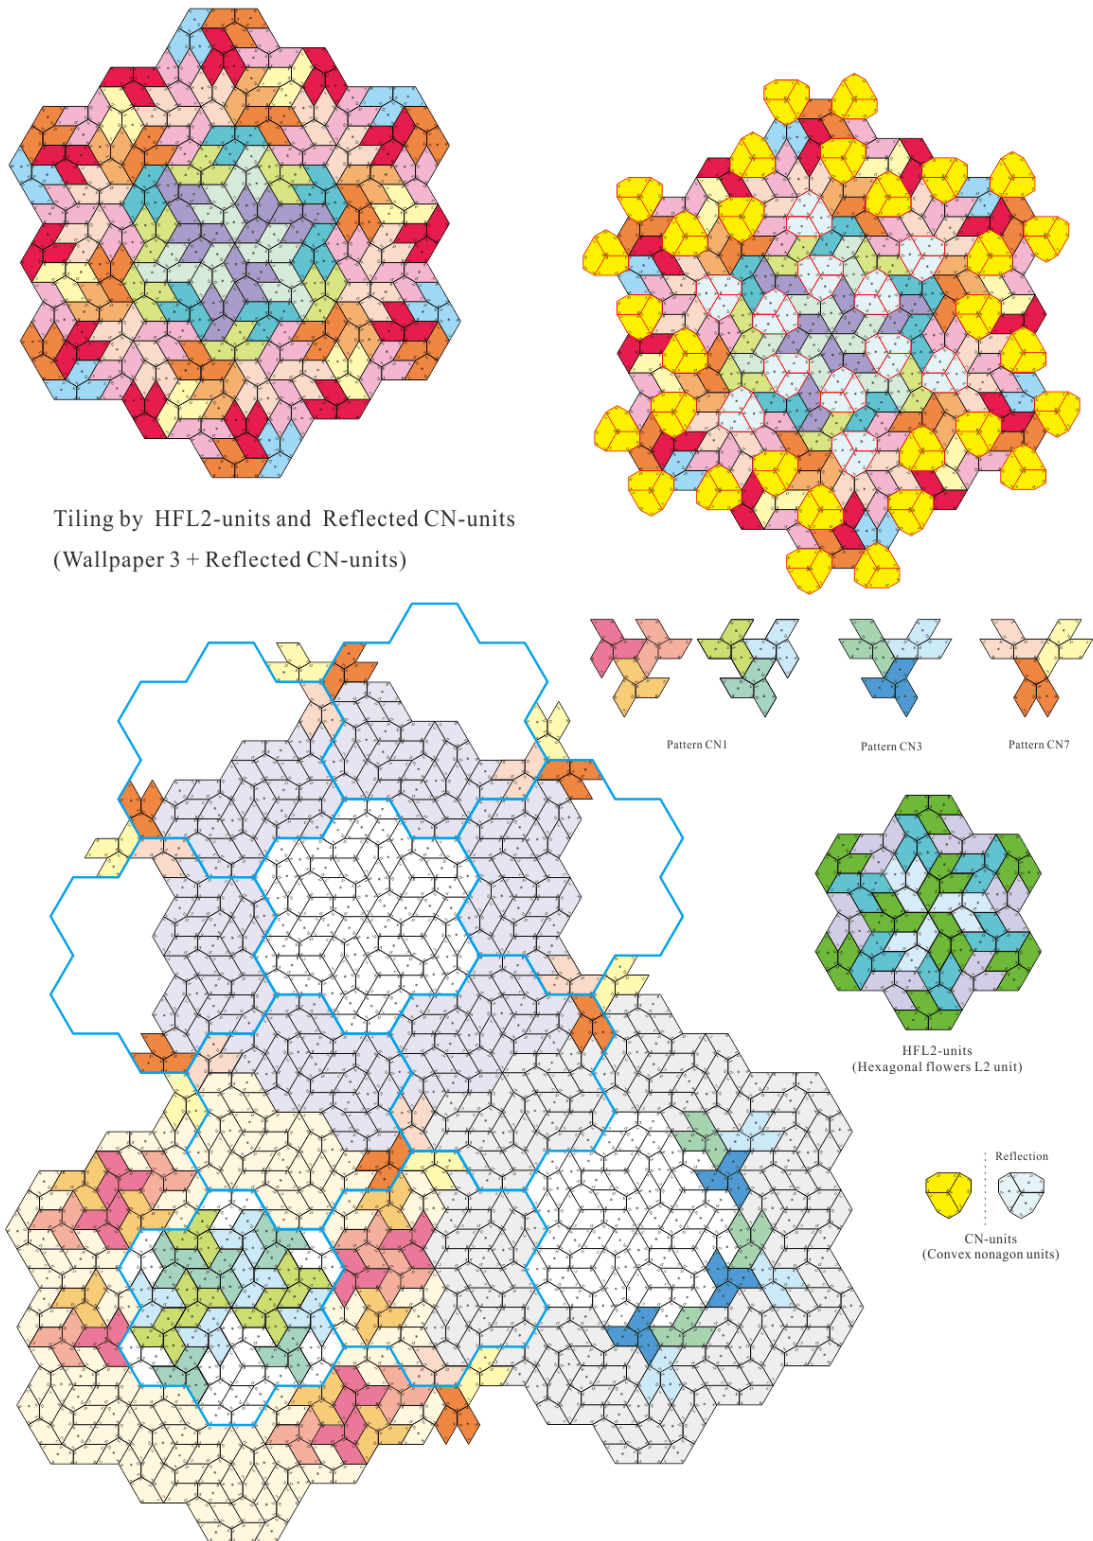 Tiling by HFL2-units and Reflected CN-units
(Wallpaper 3 + Reflected CN-units)
Pattern CN1
Pattern CN3
Pattern CN7
HFL2-units
(Hexagonal flowers L2 unit)
Reflection
CN-units
(Convex nonagon units)